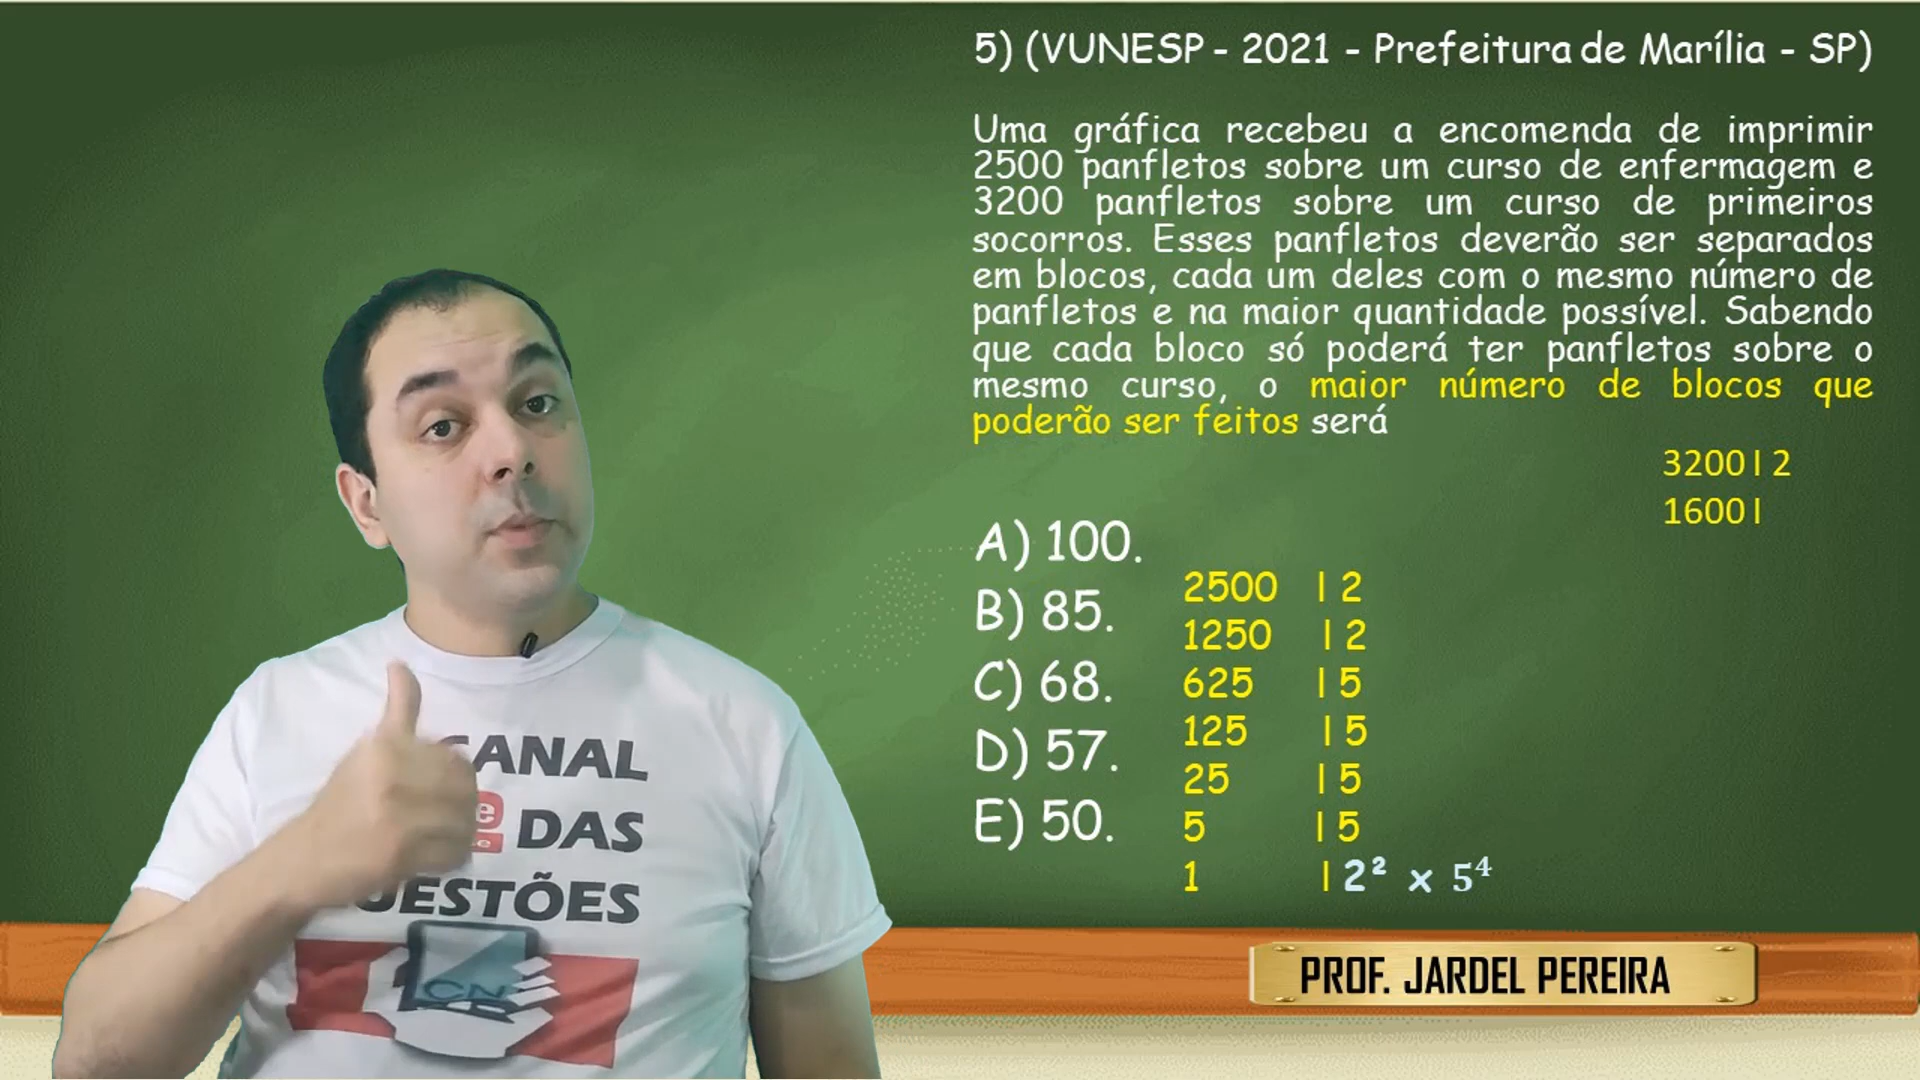 5) (VUNESP - 2021 - Prefeitura de Marília - SP)
Uma gráfica recebeu a encomenda de imprimir
2500 panfletos sobre um curso de enfermagem e
3200 panfletos sobre um curso de primeiros
socorros. Esses panfletos deverão ser separados
em blocos, cada um deles com o mesmo número de
panfletos e na maior quantidade possível. Sabendo
que cada bloco só poderá ter panfletos sobre o
mesmo curso, o maior número de blocos que
poderão ser feitos será
3200 | 2
1600 |
A) 100.
B) 85.
C) 68.
D) 57.
E) 50.
2500 | 2
1250 | 2
625 | 5
125 | 5
25 | 5
5 | 5
1 | 2² x 5⁴
CANAL
DAS
UESTÕES
CN
PROF. JARDEL PEREIRA